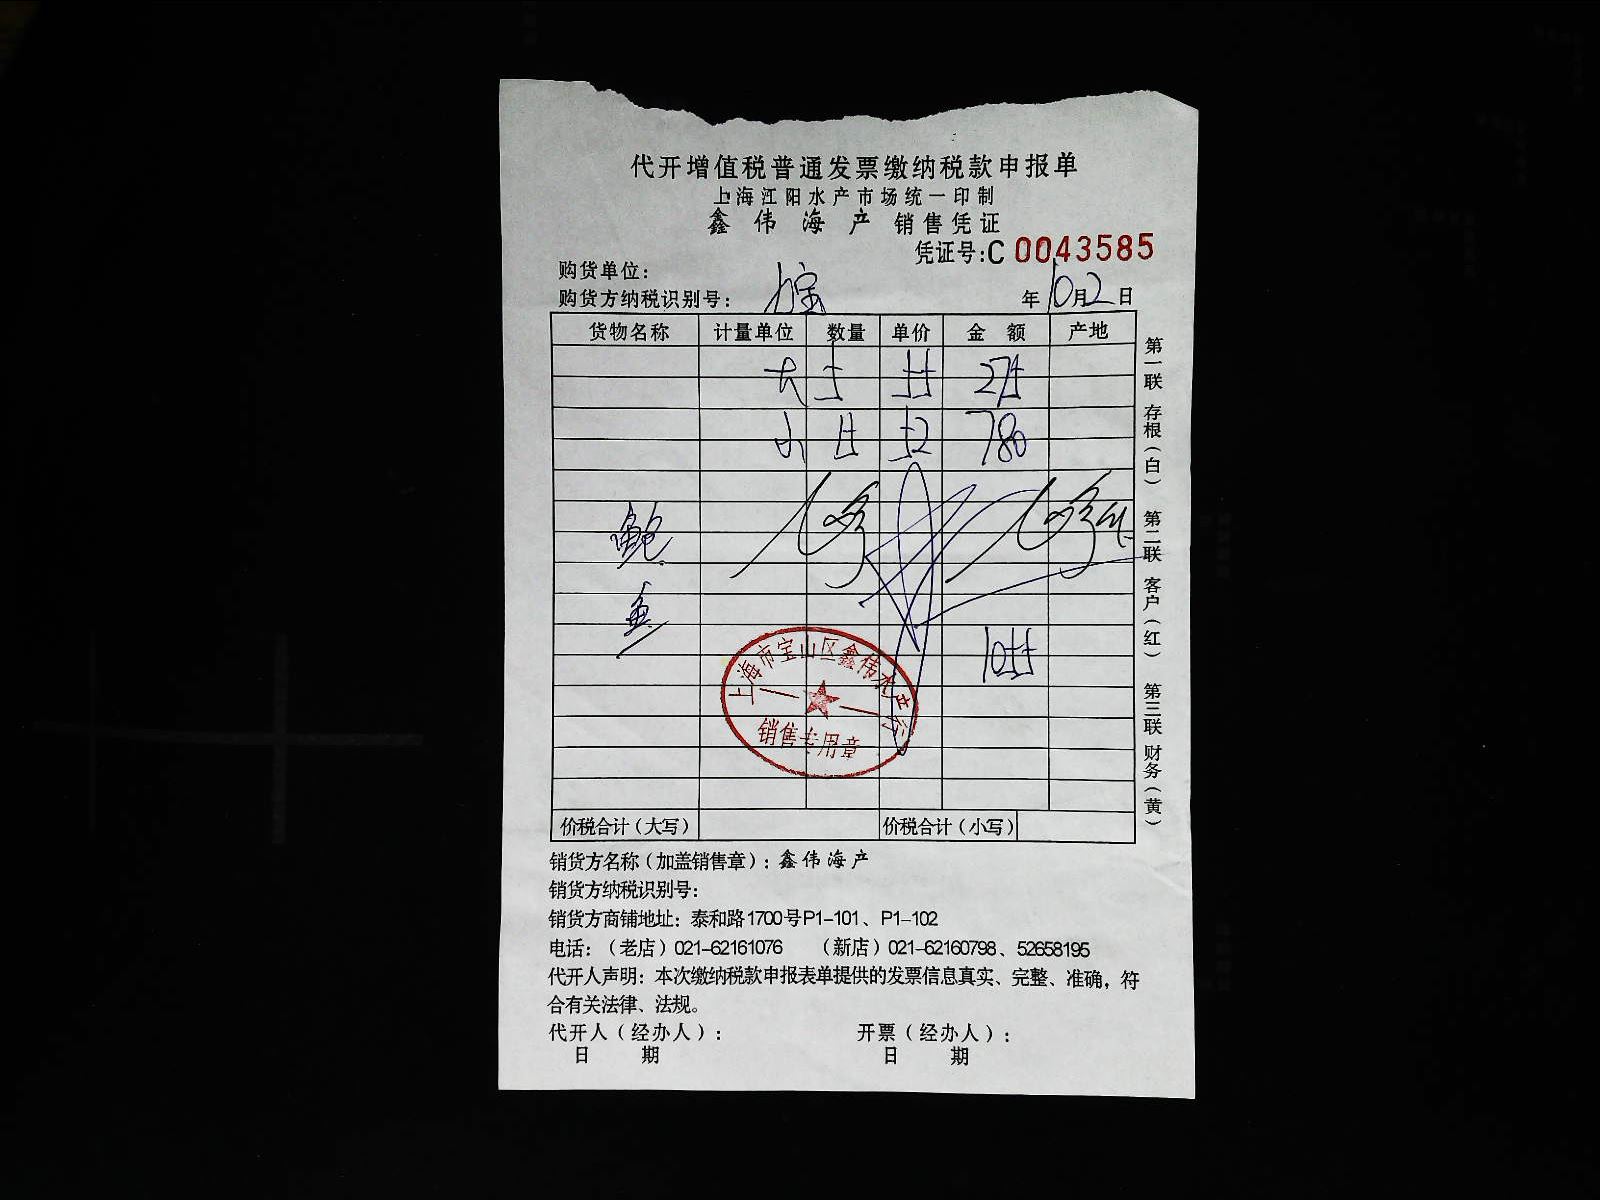 代开增值税普通发票缴纳税款申报单
上海江阳水产市场统一印制
鑫伟海产 销售凭证
凭证号:C 0043585
购货单位:
购货方纳税识别号:
年10月2日
货物名称 计量单位 数量 单价 金额 产地
大
小 780
鲍
鱼
上海市宝山区鑫伟水产行
销售专用章
价税合计(大写) 价税合计(小写)
第一联 存根(白) 第二联 客户(红) 第三联 财务(黄)
销货方名称(加盖销售章):鑫伟海产
销货方纳税识别号:
销货方商铺地址:泰和路1700号P1-101、P1-102
电话:(老店)021-62161076 (新店)021-62160798、52658195
代开人声明:本次缴纳税款申报表单提供的发票信息真实、完整、准确,符
合有关法律、法规。
代开人(经办人): 开票(经办人):
日期 日期